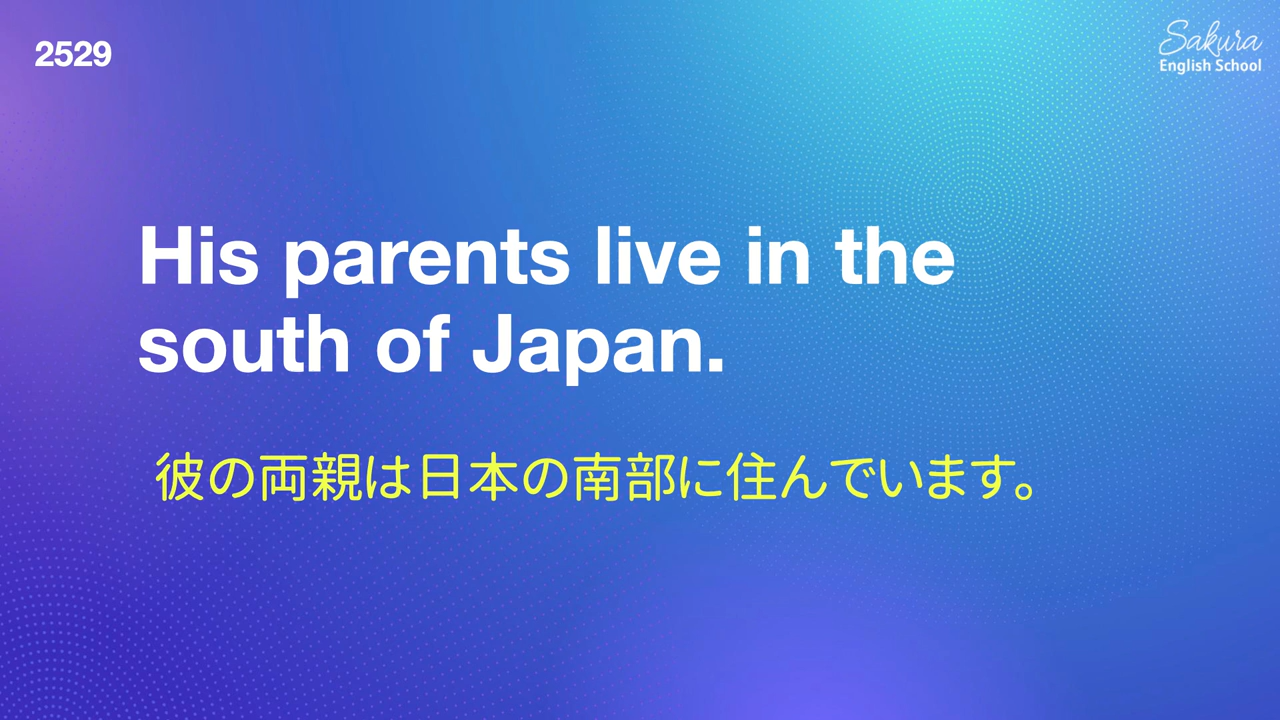 2529
Sakura
English School
His parents live in the
south of Japan.
彼の両親は日本の南部に住んでいます。